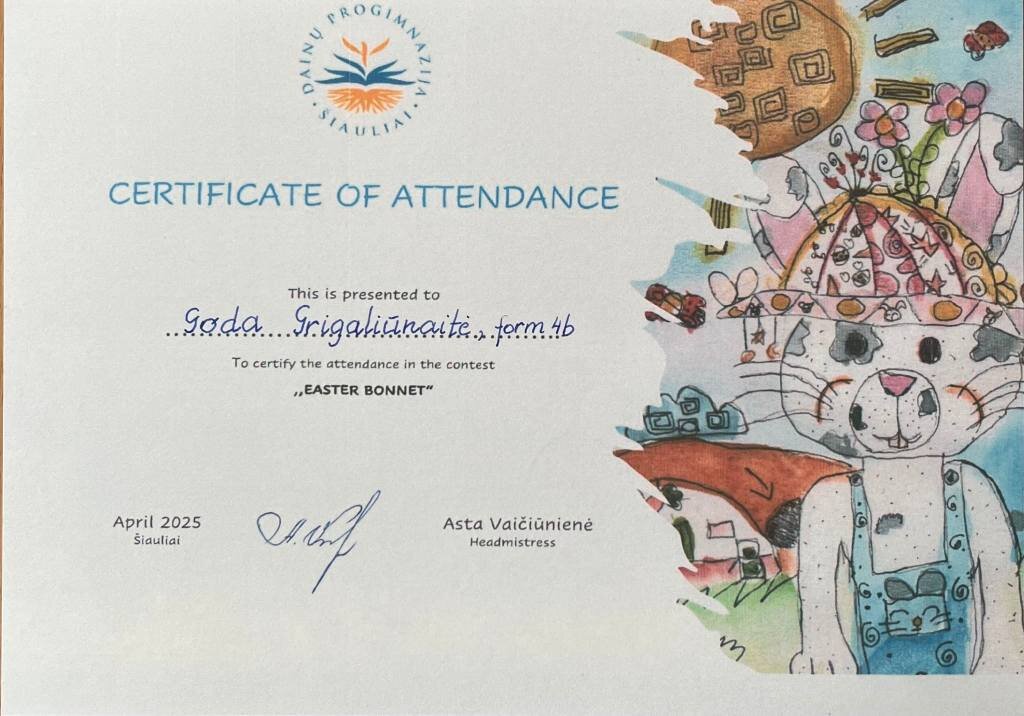 DAINŲ PROGIMNAZIJA
ŠIAULIAI
CERTIFICATE OF ATTENDANCE
This is presented to
Goda Grigaliūnaitė, form 4b
To certify the attendance in the contest
„EASTER BONNET“
April 2025
Šiauliai
Asta Vaičiūnienė
Headmistress